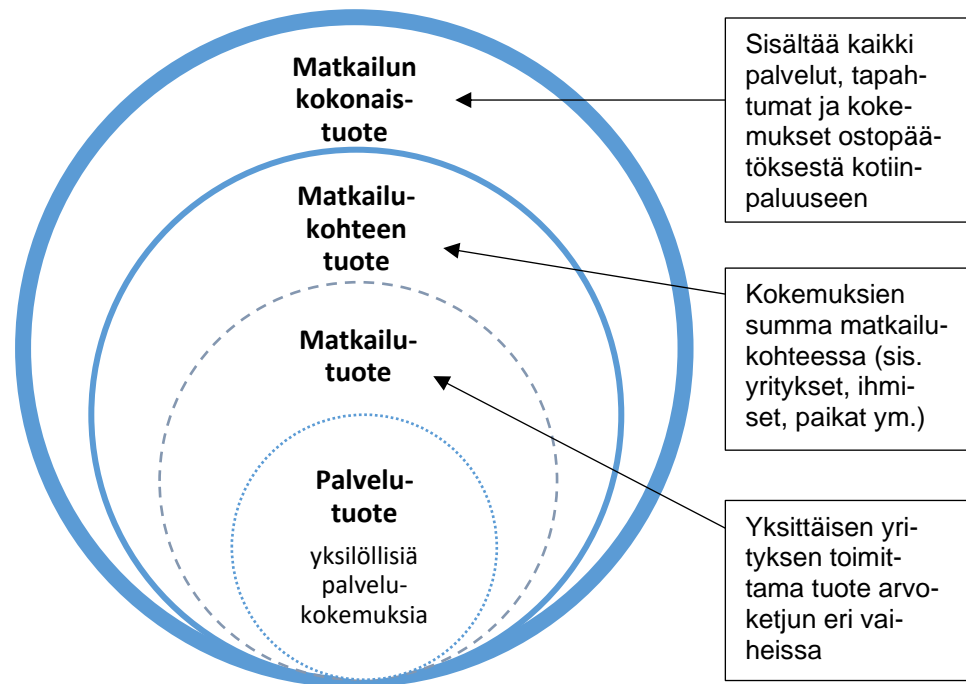 Matkailun
kokonais-
tuote
Matkailu-
kohteen
tuote
Matkailu-
tuote
Palvelu-
tuote
yksilöllisiä
palvelu-
kokemuksia
Sisältää kaikki
palvelut, tapah-
tumat ja koke-
mukset ostopää-
töksestä kotiin-
paluuseen
Kokemuksien
summa matkailu-
kohteessa (sis.
yritykset, ihmi-
set, paikat ym.)
Yksittäisen yri-
tyksen toimit-
tama tuote arvo-
ketjun eri vai-
heissa